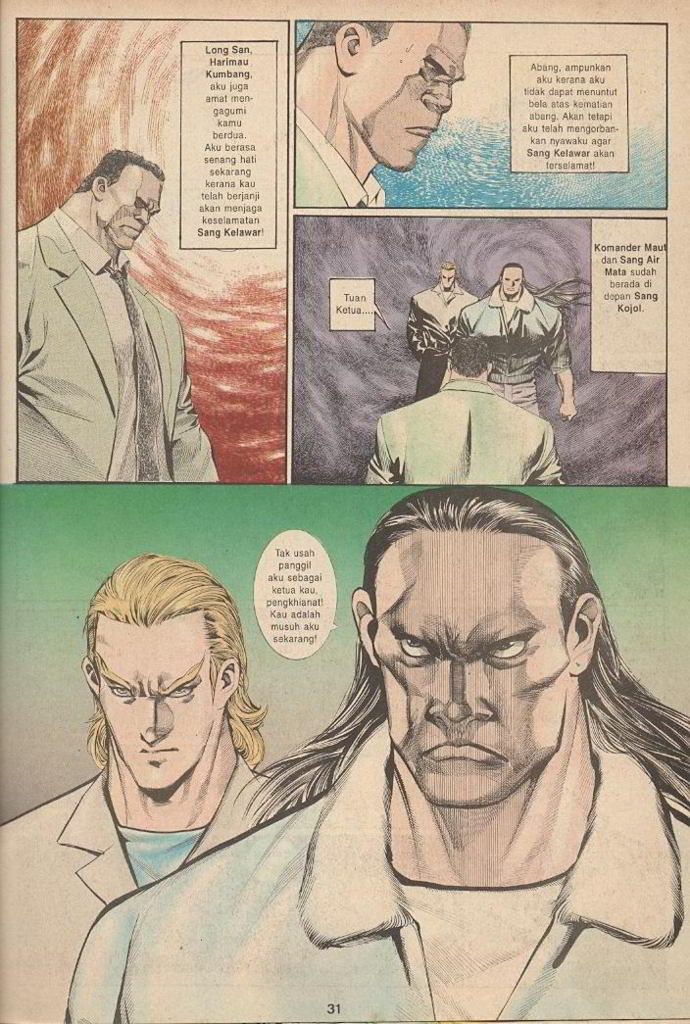 Long San,
Harimau
Kumbang,
aku juga
amat men-
gagumi
kamu
berdua.
Aku berasa
senang hati
sekarang
kerana kau
telah berjanji
akan menjaga
keselamatan
Sang Kelawar!
Abang, ampunkan
aku kerana aku
tidak dapat menuntut
bela atas kematian
abang. Akan tetapi
aku telah mengorban-
kan nyawaku agar
Sang Kelawar akan
terselamat!
Komander Maut
dan Sang Air
Mata sudah
berada di
depan Sang
Kojol.
Tuan
Ketua....
Tak usah
panggil
aku sebagai
ketua kau,
pengkhianat!
Kau adalah
musuh aku
sekarang!
31